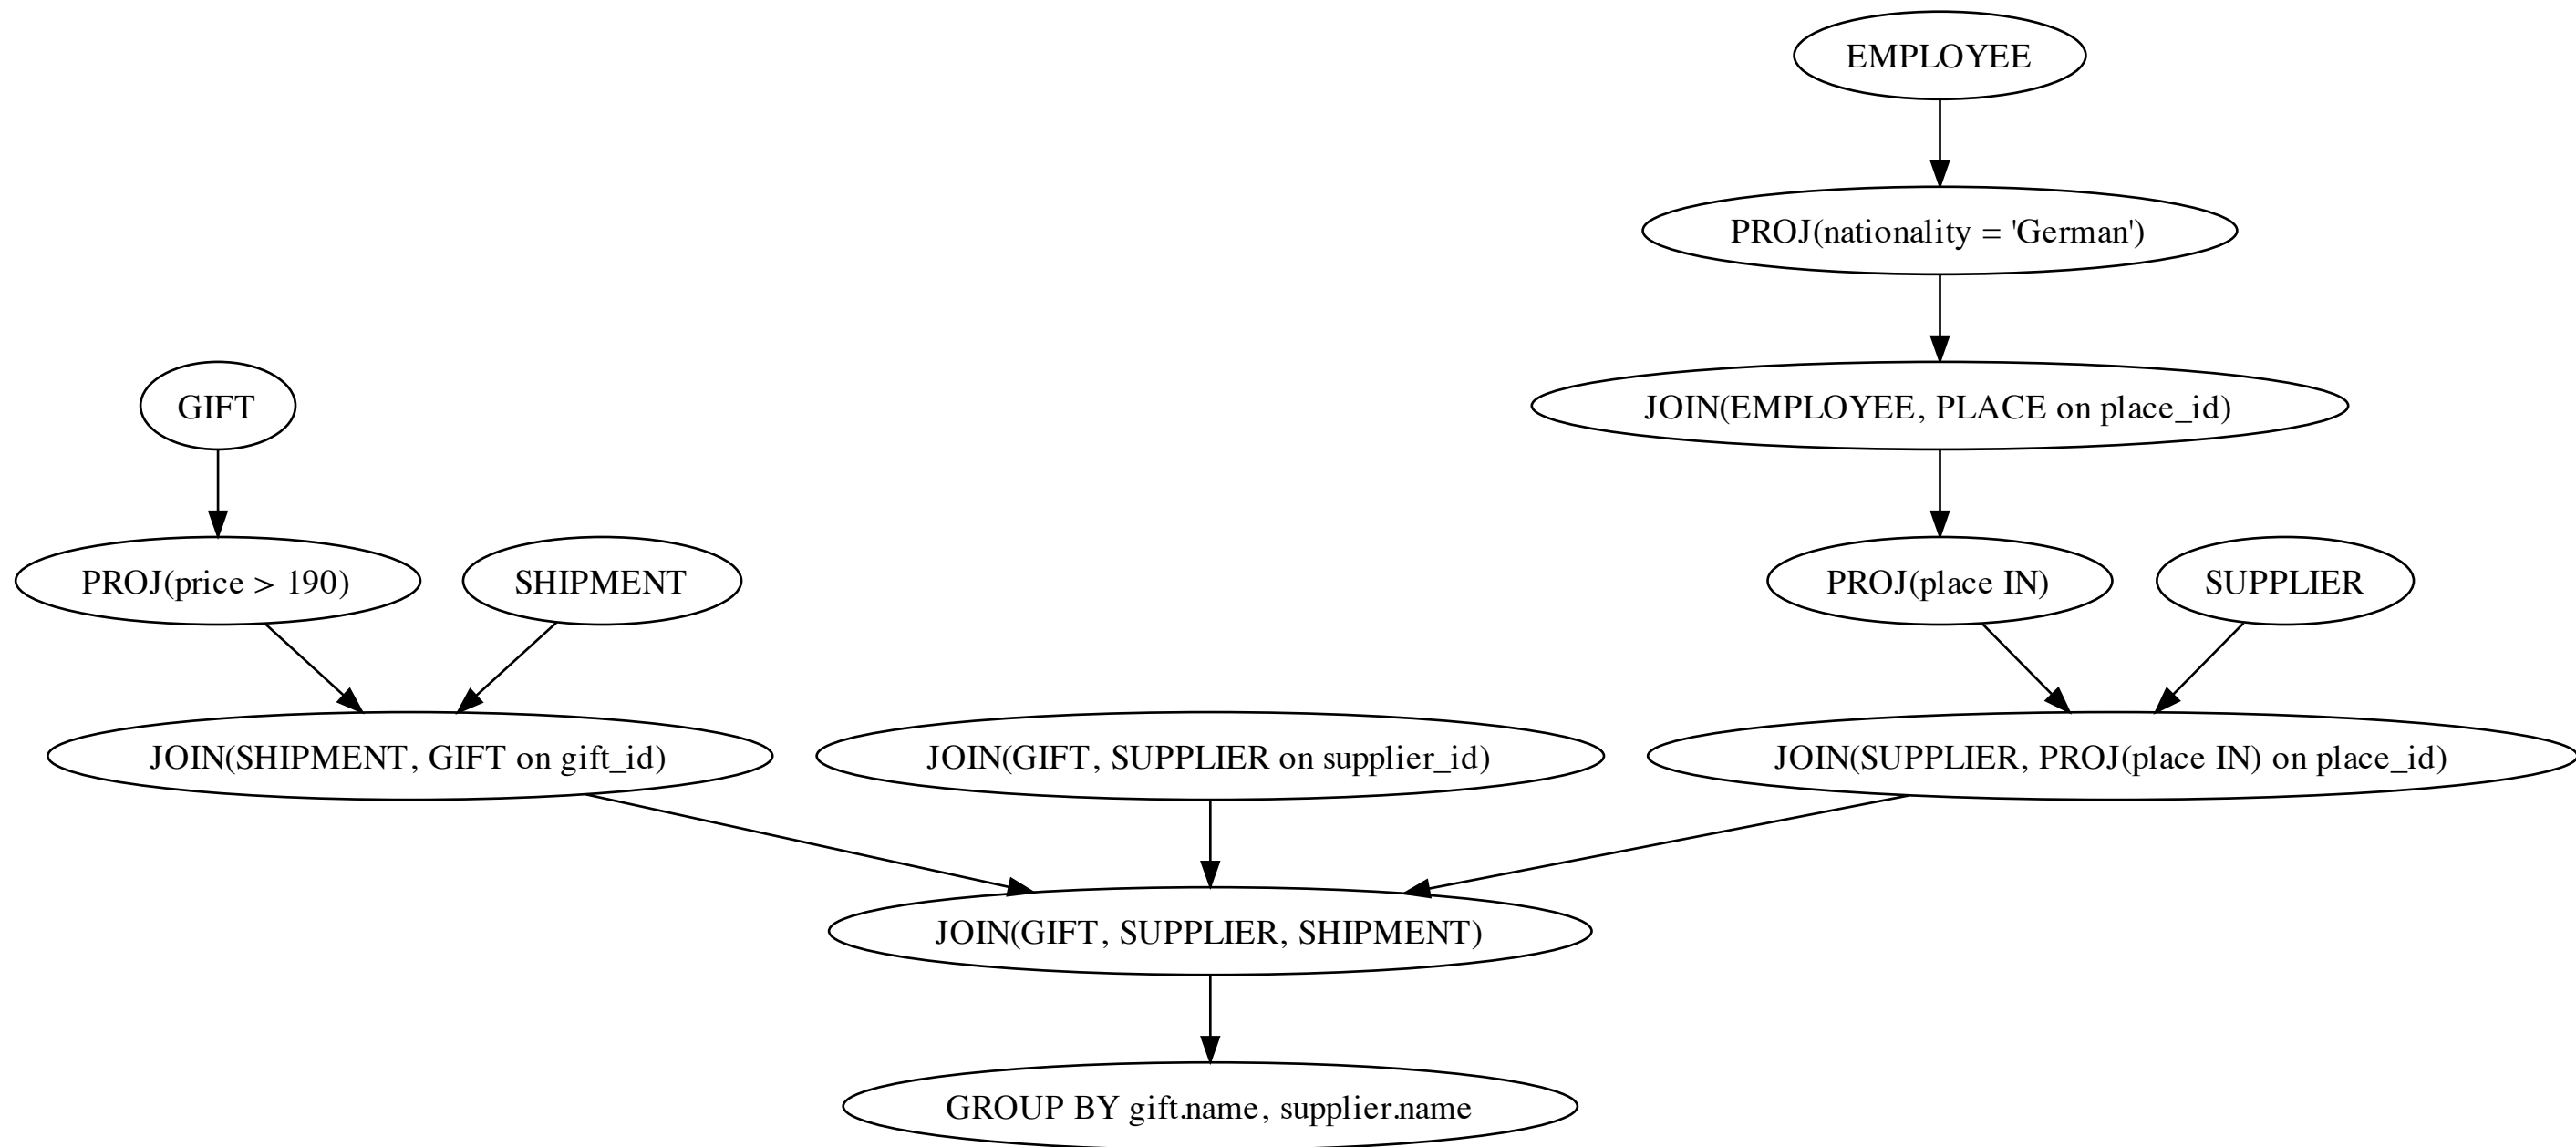 EMPLOYEE
PROJ(nationality = 'German')
GIFT
JOIN(EMPLOYEE, PLACE on place_id)
PROJ(price > 190)
SHIPMENT
PROJ(place IN)
SUPPLIER
JOIN(SHIPMENT, GIFT on gift_id)
JOIN(GIFT, SUPPLIER on supplier_id)
JOIN(SUPPLIER, PROJ(place IN) on place_id)
JOIN(GIFT, SUPPLIER, SHIPMENT)
GROUP BY gift.name, supplier.name